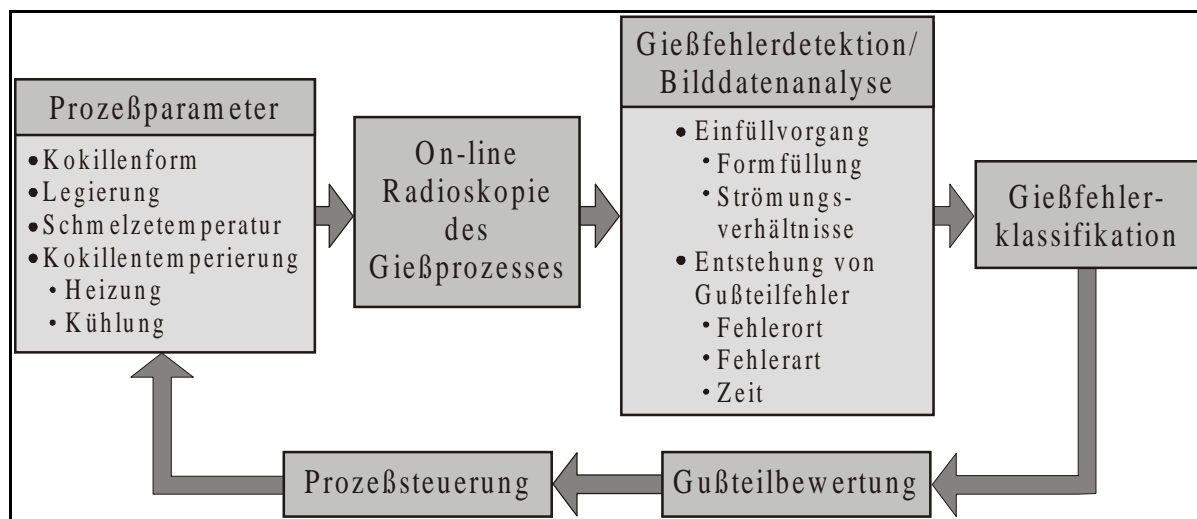 Prozeßparameter
•Kokillenform
•Legierung
•Schmelzetemperatur
•Kokillentemperierung
• Heizung
• Kühlung
On-line
Radioskopie
des
Gießprozesses
Gießfehlerdetektion/
Bilddatenanalyse
• Einfüllvorgang
• Formfüllung
• Strömungs-
verhältnisse
• Entstehung von
Gußteilfehler
• Fehlerort
• Fehlerart
• Zeit
Gießfehler-
klassifikation
Gußteilbewertung
Prozeßsteuerung